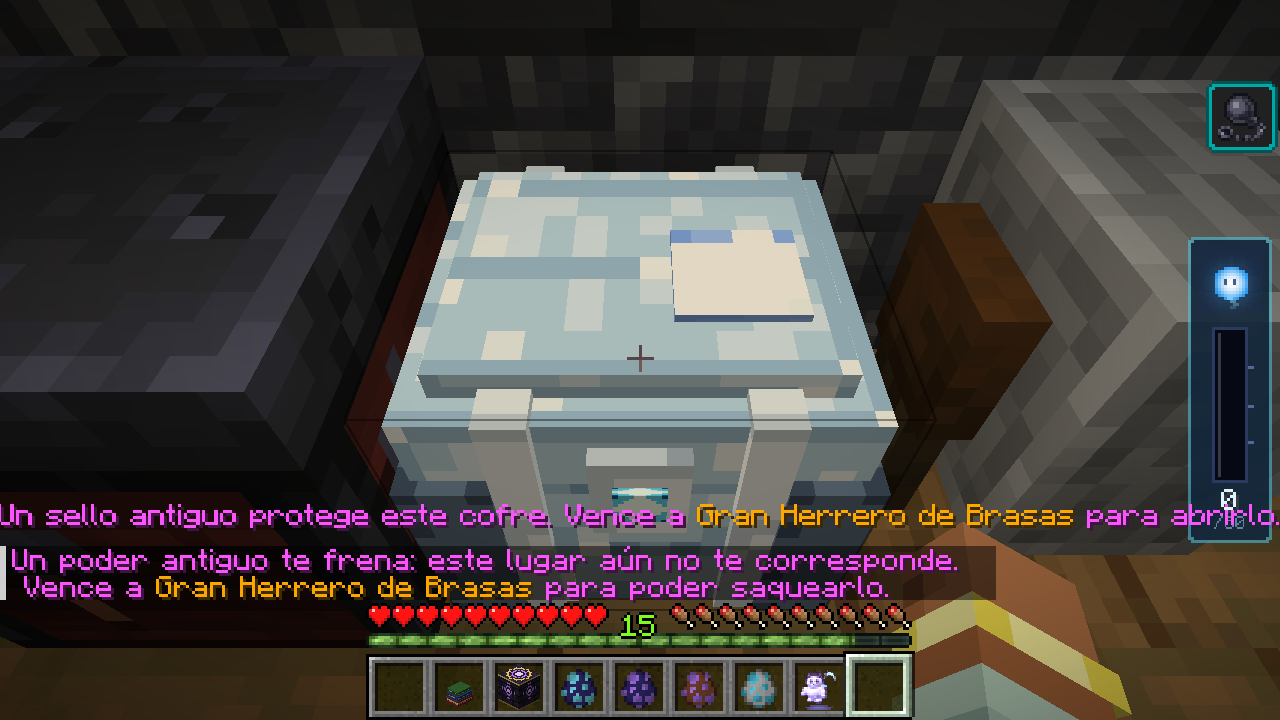 Un sello antiguo protege este cofre. Vence a Gran Herrero de Brasas para abrirlo.
Un poder antiguo te frena: este lugar aún no te corresponde.
Vence a Gran Herrero de Brasas para poder saquearlo.
15
0